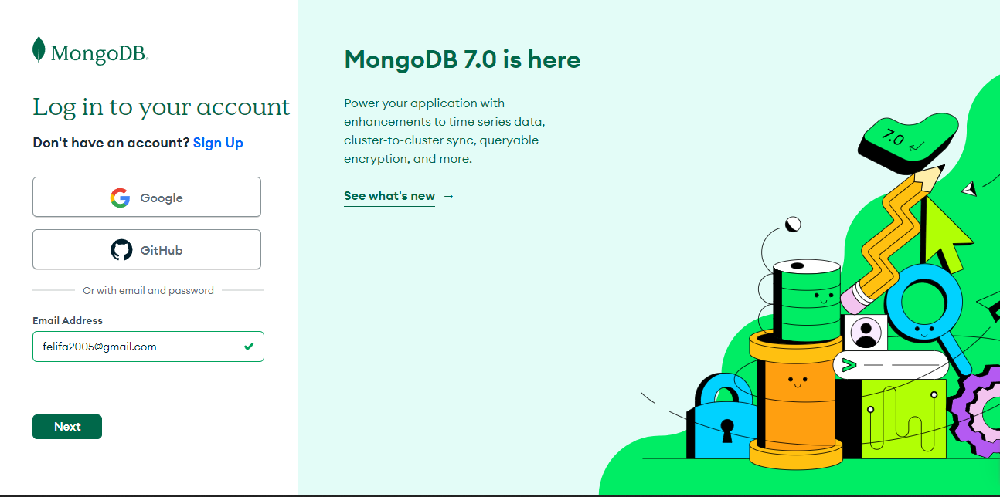 MongoDB.
Log in to your account
Don't have an account? Sign Up
Google
GitHub
Or with email and password
Email Address
felifa2005@gmail.com
Next
MongoDB 7.0 is here
Power your application with
enhancements to time series data,
cluster-to-cluster sync, queryable
encryption, and more.
See what's new →
7.0